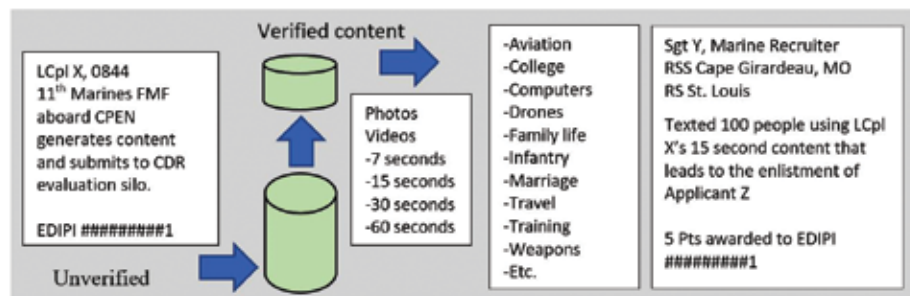 Verified content
LCpl X, 0844
11th Marines FMF
aboard CPEN
generates content
and submits to CDR
evaluation silo.
EDIPI #########1
Unverified
Photos
Videos
-7 seconds
-15 seconds
-30 seconds
-60 seconds
-Aviation
-College
-Computers
-Drones
-Family life
-Infantry
-Marriage
-Travel
-Training
-Weapons
-Etc.
Sgt Y, Marine Recruiter
RSS Cape Girardeau, MO
RS St. Louis
Texted 100 people using LCpl
X's 15 second content that
leads to the enlistment of
Applicant Z
5 Pts awarded to EDIPI
#########1